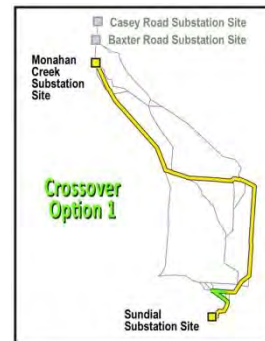 Casey Road Substation Site
Baxter Road Substation Site
Monahan
Creek
Substation
Site
Crossover
Option 1
Sundial
Substation Site